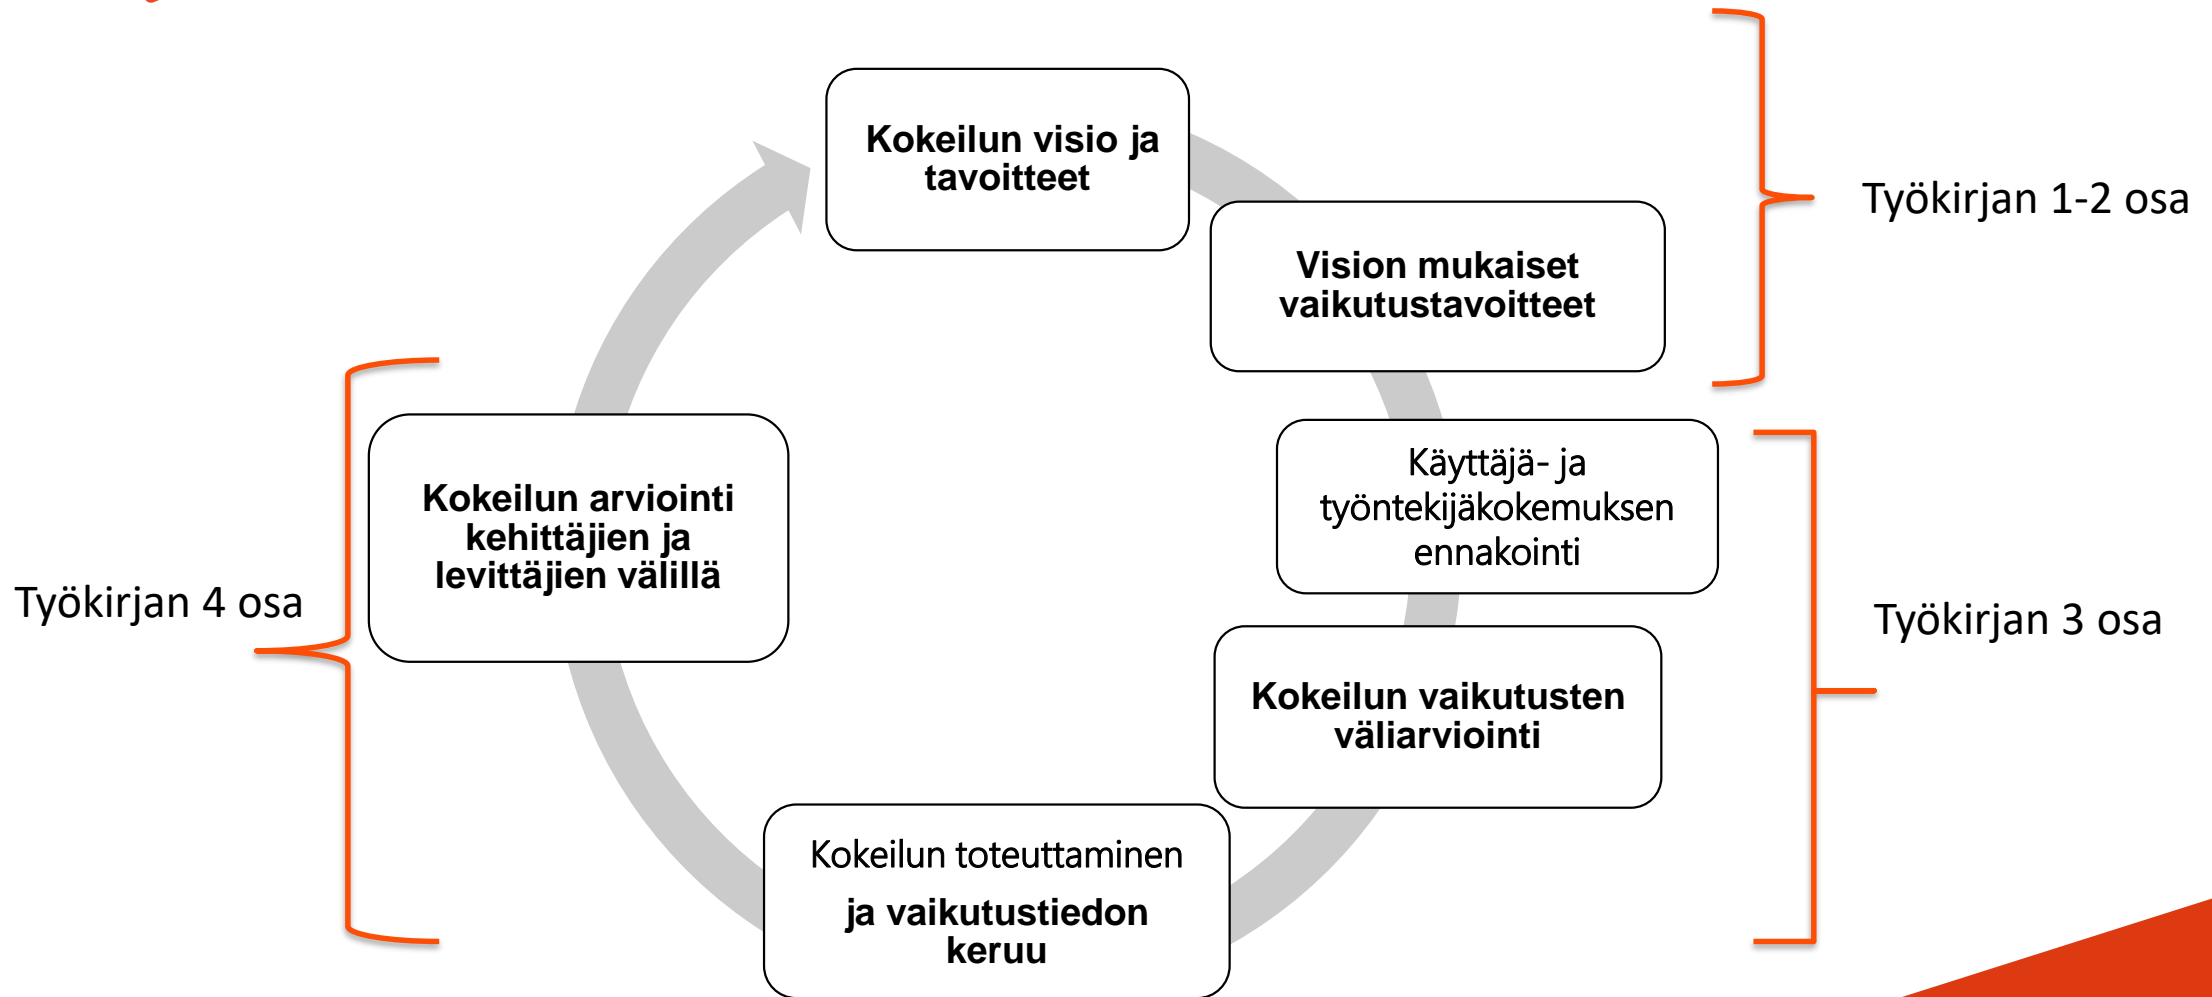 Kokeilun visio ja
tavoitteet
Vision mukaiset
vaikutustavoitteet
Työkirjan 1-2 osa
Käyttäjä- ja
työntekijäkokemuksen
ennakointi
Kokeilun vaikutusten
väliarviointi
Työkirjan 3 osa
Kokeilun toteuttaminen
ja vaikutustiedon
keruu
Kokeilun arviointi
kehittäjien ja
levittäjien välillä
Työkirjan 4 osa